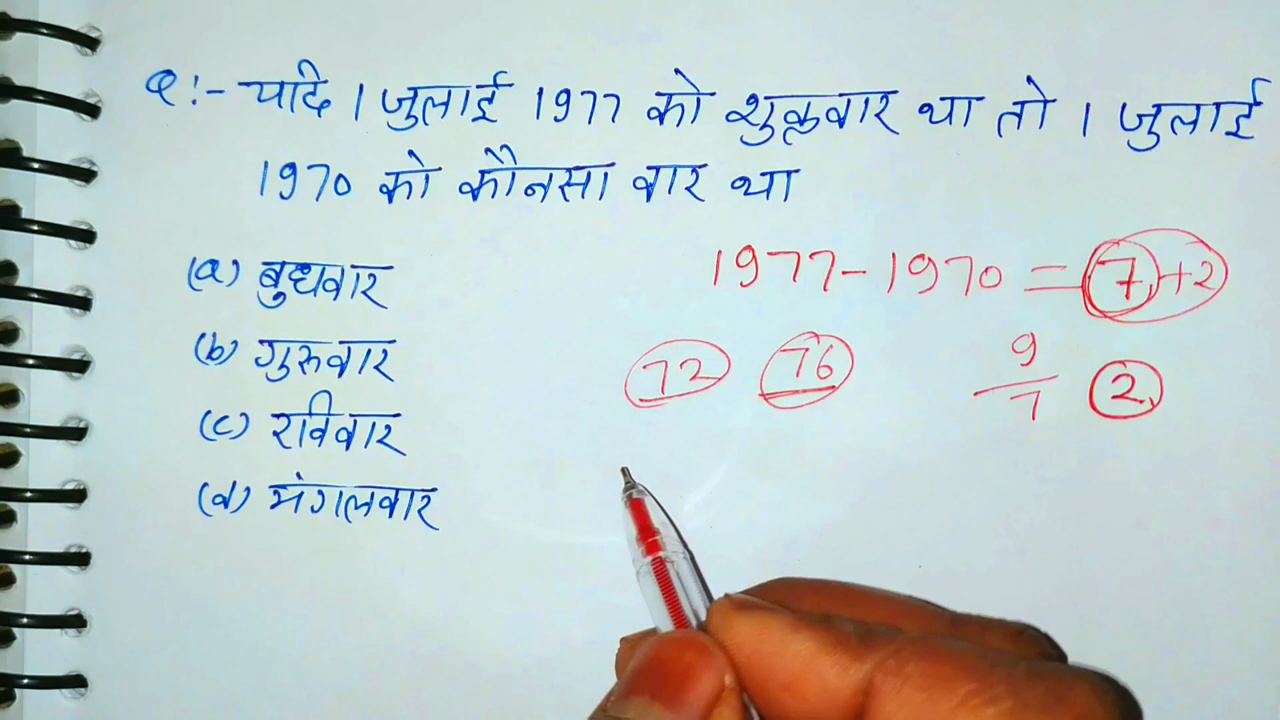 Q:- यदि 1 जुलाई 1977 को शुक्रवार था तो 1 जुलाई
1970 को कौनसा वार था
(a) बुधवार
(b) गुरुवार
(c) रविवार
(d) मंगलवार
1977-1970 = 7+2
72 76
9/7 2